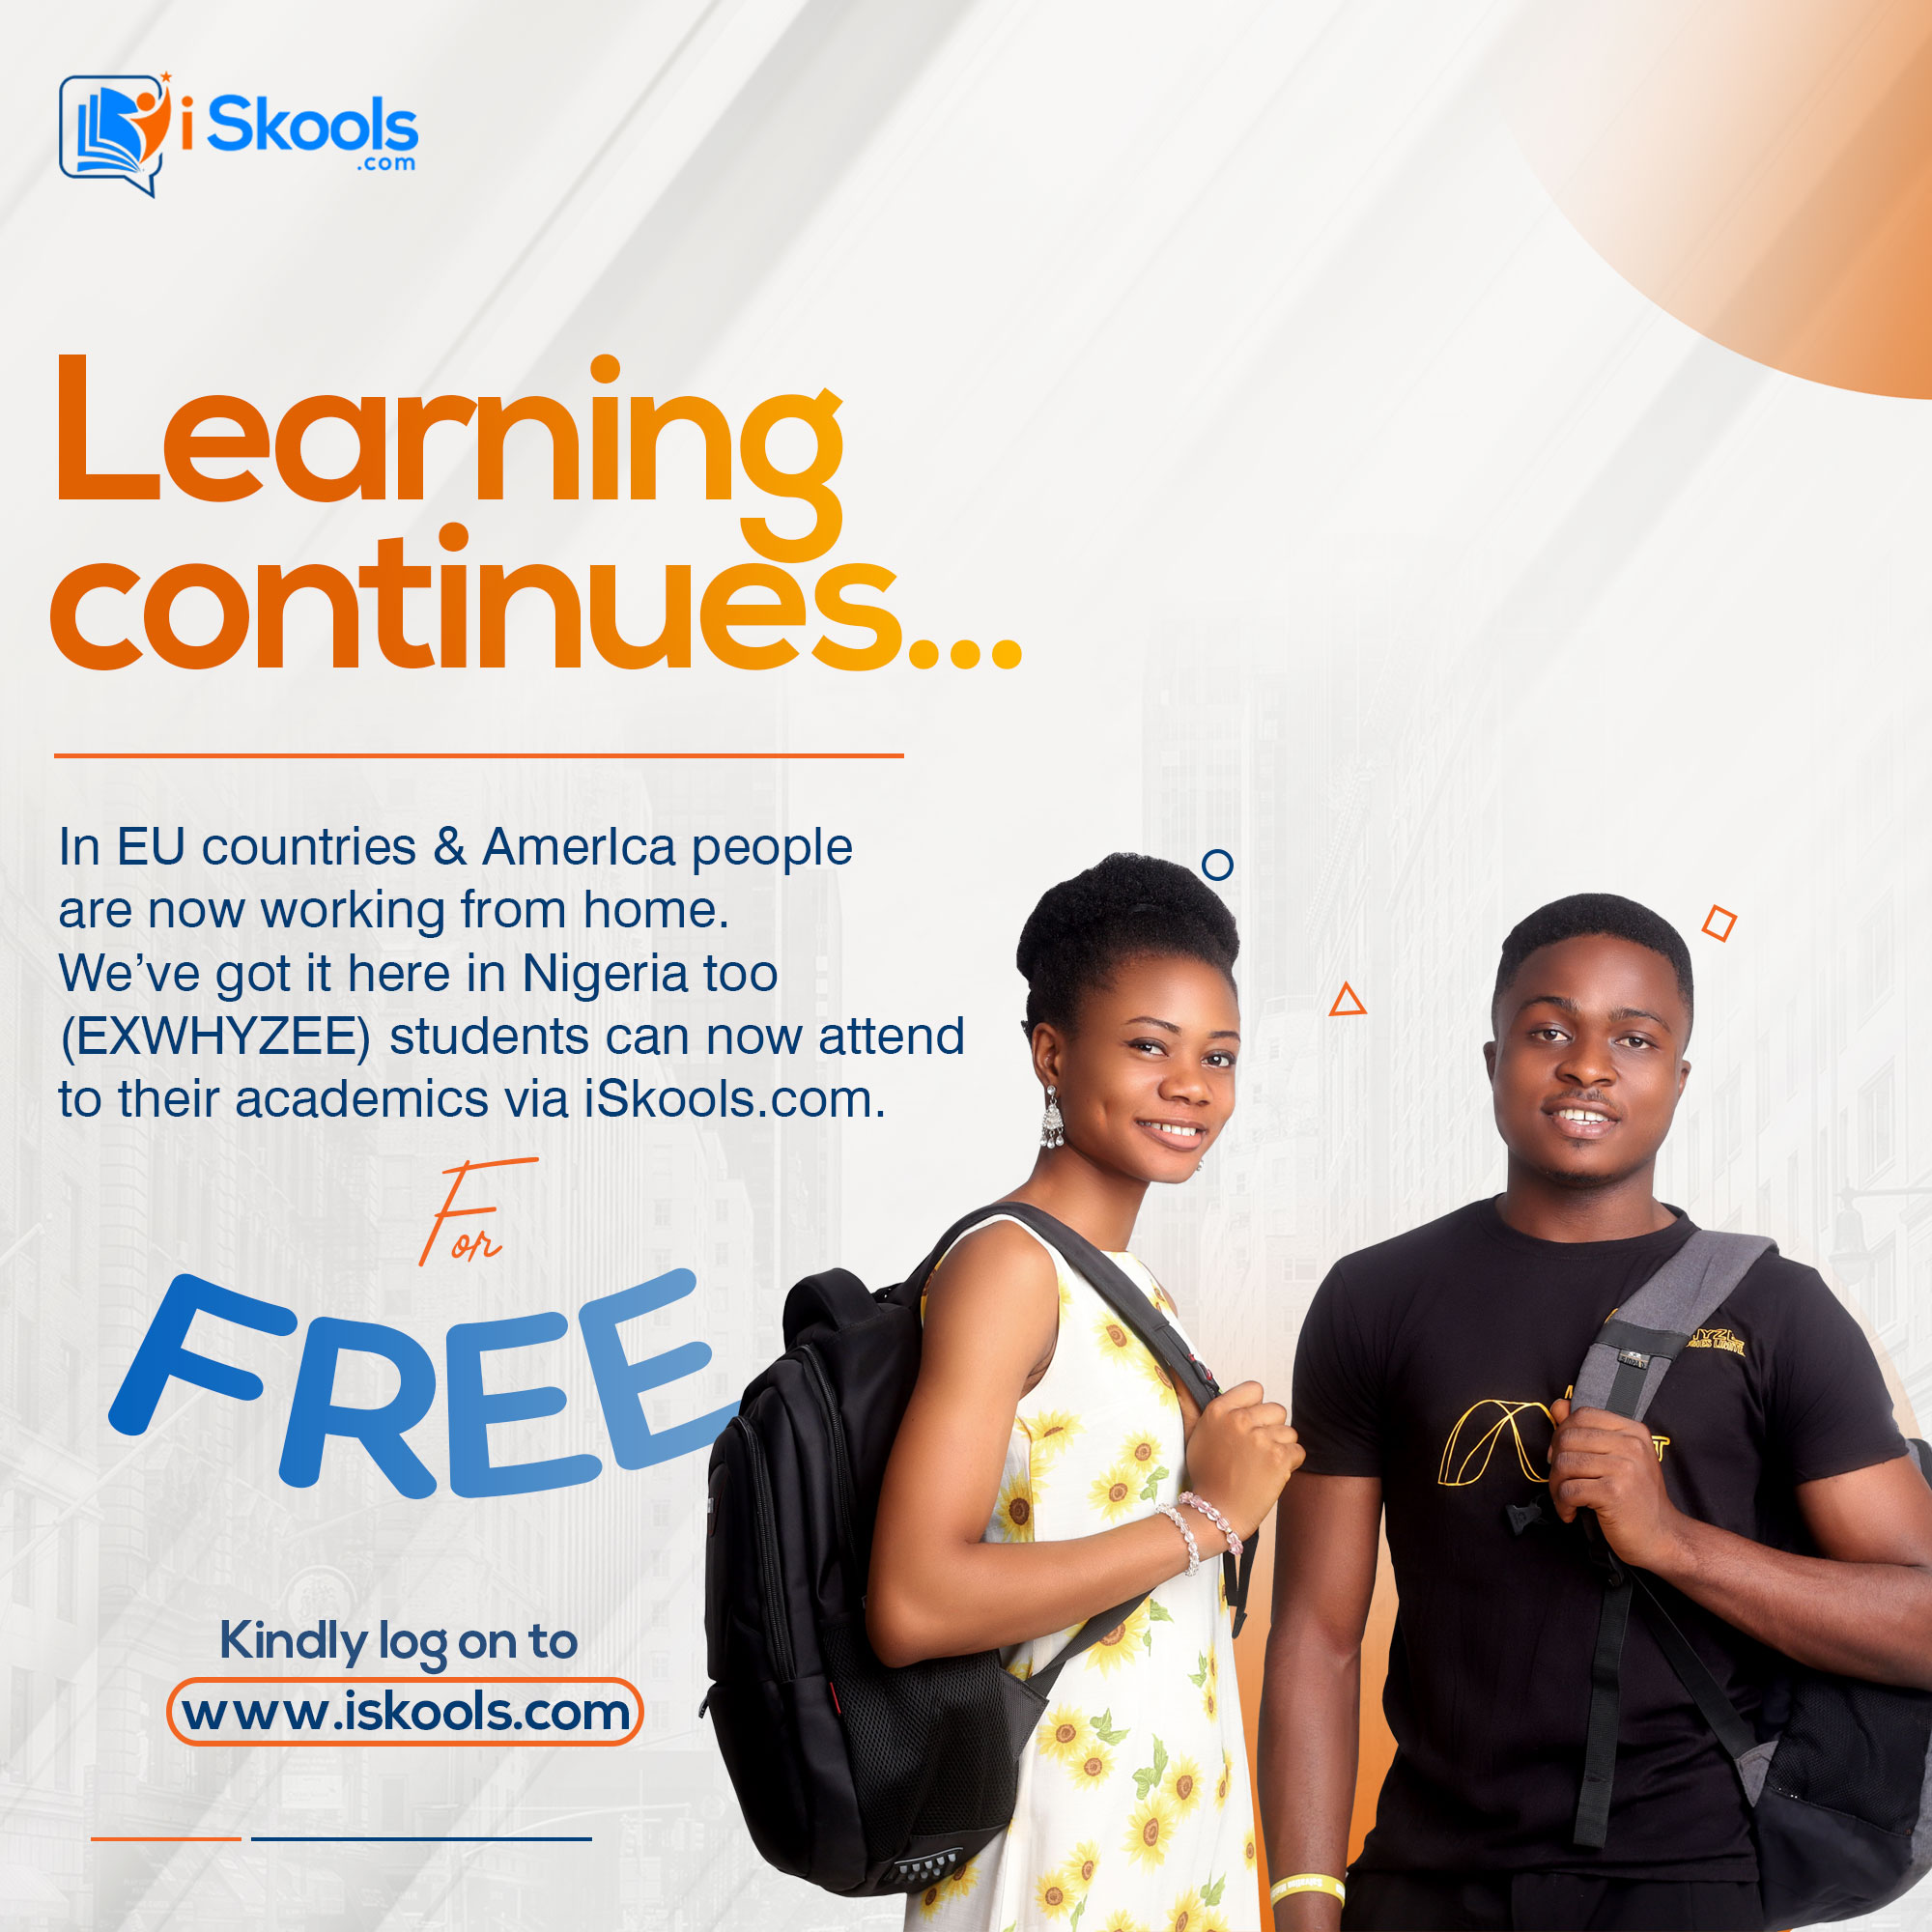 i Skools
.com
Learning
continues...
In EU countries & AmerIca people
are now working from home.
We've got it here in Nigeria too
(EXWHYZEE) students can now attend
to their academics via iSkools.com.
For
FREE
Kindly log on to
www.iskools.com